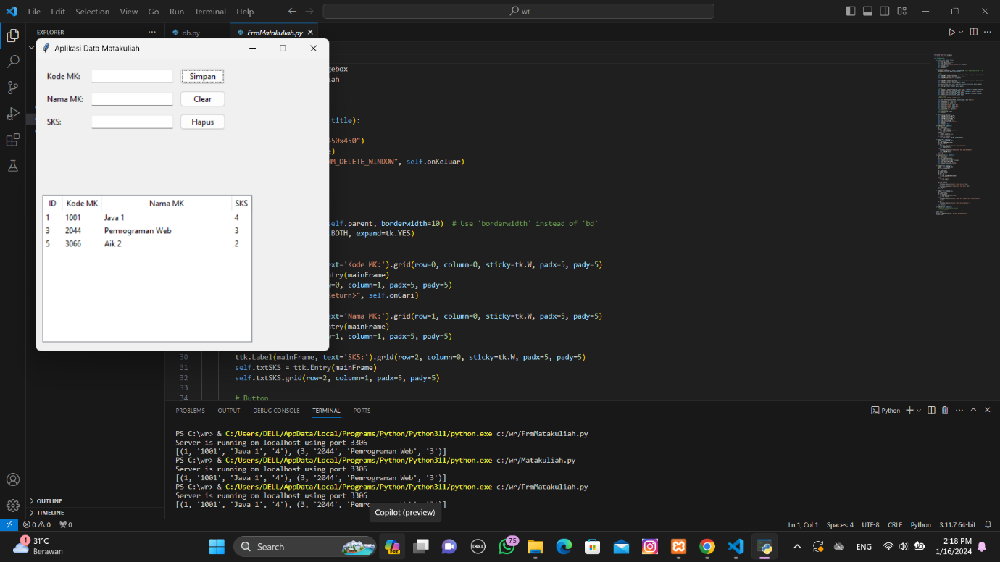 File Edit Selection View Go Run Terminal Help
wr
EXPLORER
db.py
FrmMatakuliah.py
Aplikasi Data Matakuliah
Kode MK:
Simpan
Nama MK:
Clear
SKS:
Hapus
ID Kode MK Nama MK SKS
1 1001 Java 1 4
3 2044 Pemrograman Web 3
5 3066 Aik 2 2
gebox
ah
title):
450x450")
e)
WM_DELETE_WINDOW", self.onKeluar)
self.parent, borderwidth=10) # Use 'borderwidth' instead of 'bd'
.BOTH, expand=tk.YES)
ext='Kode MK:').grid(row=0, column=0, sticky=tk.W, padx=5, pady=5)
ntry(mainFrame)
w=0, column=1, padx=5, pady=5)
Return>", self.onCari)
ext='Nama MK:').grid(row=1, column=0, sticky=tk.W, padx=5, pady=5)
ntry(mainFrame)
w=1, column=1, padx=5, pady=5)
30 ttk.Label(mainFrame, text='SKS:').grid(row=2, column=0, sticky=tk.W, padx=5, pady=5)
31 self.txtSKS = ttk.Entry(mainFrame)
32 self.txtSKS.grid(row=2, column=1, padx=5, pady=5)
33
34 # Button
PROBLEMS OUTPUT DEBUG CONSOLE TERMINAL PORTS
Python
PS C:\wr> & C:/Users/DELL/AppData/Local/Programs/Python/Python311/python.exe c:/wr/FrmMatakuliah.py
Server is running on localhost using port 3306
[(1, '1001', 'Java 1', '4'), (3, '2044', 'Pemrograman Web', '3')]
PS C:\wr> & C:/Users/DELL/AppData/Local/Programs/Python/Python311/python.exe c:/wr/Matakuliah.py
Server is running on localhost using port 3306
[(1, '1001', 'Java 1', '4'), (3, '2044', 'Pemrograman Web', '3')]
PS C:\wr> & C:/Users/DELL/AppData/Local/Programs/Python/Python311/python.exe c:/wr/FrmMatakuliah.py
Server is running on localhost using port 3306
[(1, '1001', 'Java 1', '4'), (3, '2044', 'Pemro
Copilot (preview)
OUTLINE
TIMELINE
0 0 0
Ln 1, Col 1 Spaces: 4 UTF-8 CRLF Python 3.11.7 64-bit
1
31°C
Berawan
Search
PRE
DELL
75
ENG
2:18 PM
1/16/2024